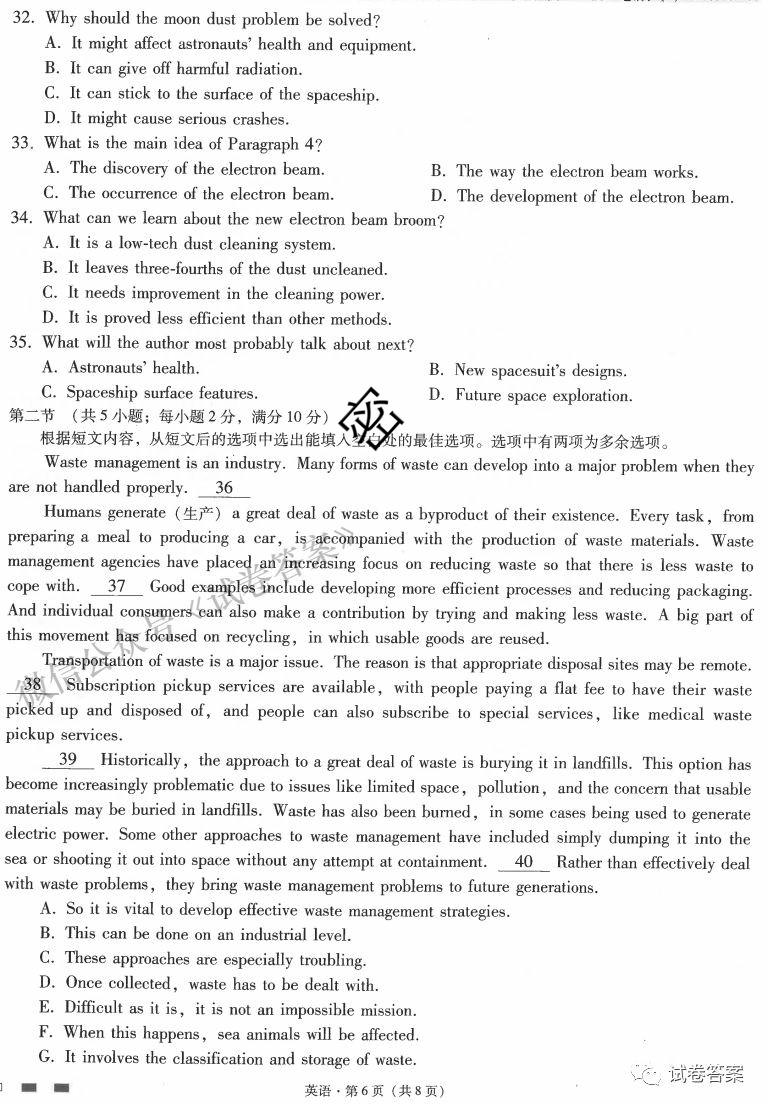 32. Why should the moon dust problem be solved?
A. It might affect astronauts' health and equipment.
B. It can give off harmful radiation.
C. It can stick to the surface of the spaceship.
D. It might cause serious crashes.
33. What is the main idea of Paragraph 4?
A. The discovery of the electron beam. B. The way the electron beam works.
C. The occurrence of the electron beam. D. The development of the electron beam.
34. What can we learn about the new electron beam broom?
A. It is a low-tech dust cleaning system.
B. It leaves three-fourths of the dust uncleaned.
C. It needs improvement in the cleaning power.
D. It is proved less efficient than other methods.
35. What will the author most probably talk about next?
A. Astronauts' health. B. New spacesuit's designs.
C. Spaceship surface features. D. Future space exploration.
第二节 （共5小题；每小题2分，满分10分）
密
根据短文内容，从短文后的选项中选出能填入空白处的最佳选项。选项中有两项为多余选项。
Waste management is an industry. Many forms of waste can develop into a major problem when they
are not handled properly. 36
Humans generate (生产) a great deal of waste as a byproduct of their existence. Every task, from
preparing a meal to producing a car, is accompanied with the production of waste materials. Waste
management agencies have placed an increasing focus on reducing waste so that there is less waste to
cope with. 37 Good examples include developing more efficient processes and reducing packaging.
And individual consumers can also make a contribution by trying and making less waste. A big part of
this movement has focused on recycling, in which usable goods are reused.
微信公众号《试卷答案》
Transportation of waste is a major issue. The reason is that appropriate disposal sites may be remote.
38 Subscription pickup services are available, with people paying a flat fee to have their waste
picked up and disposed of, and people can also subscribe to special services, like medical waste
pickup services.
39 Historically, the approach to a great deal of waste is burying it in landfills. This option has
become increasingly problematic due to issues like limited space, pollution, and the concern that usable
materials may be buried in landfills. Waste has also been burned, in some cases being used to generate
electric power. Some other approaches to waste management have included simply dumping it into the
sea or shooting it out into space without any attempt at containment. 40 Rather than effectively deal
with waste problems, they bring waste management problems to future generations.
A. So it is vital to develop effective waste management strategies.
B. This can be done on an industrial level.
C. These approaches are especially troubling.
D. Once collected, waste has to be dealt with.
E. Difficult as it is, it is not an impossible mission.
F. When this happens, sea animals will be affected.
G. It involves the classification and storage of waste.
试卷答案
英语·第6页（共8页）